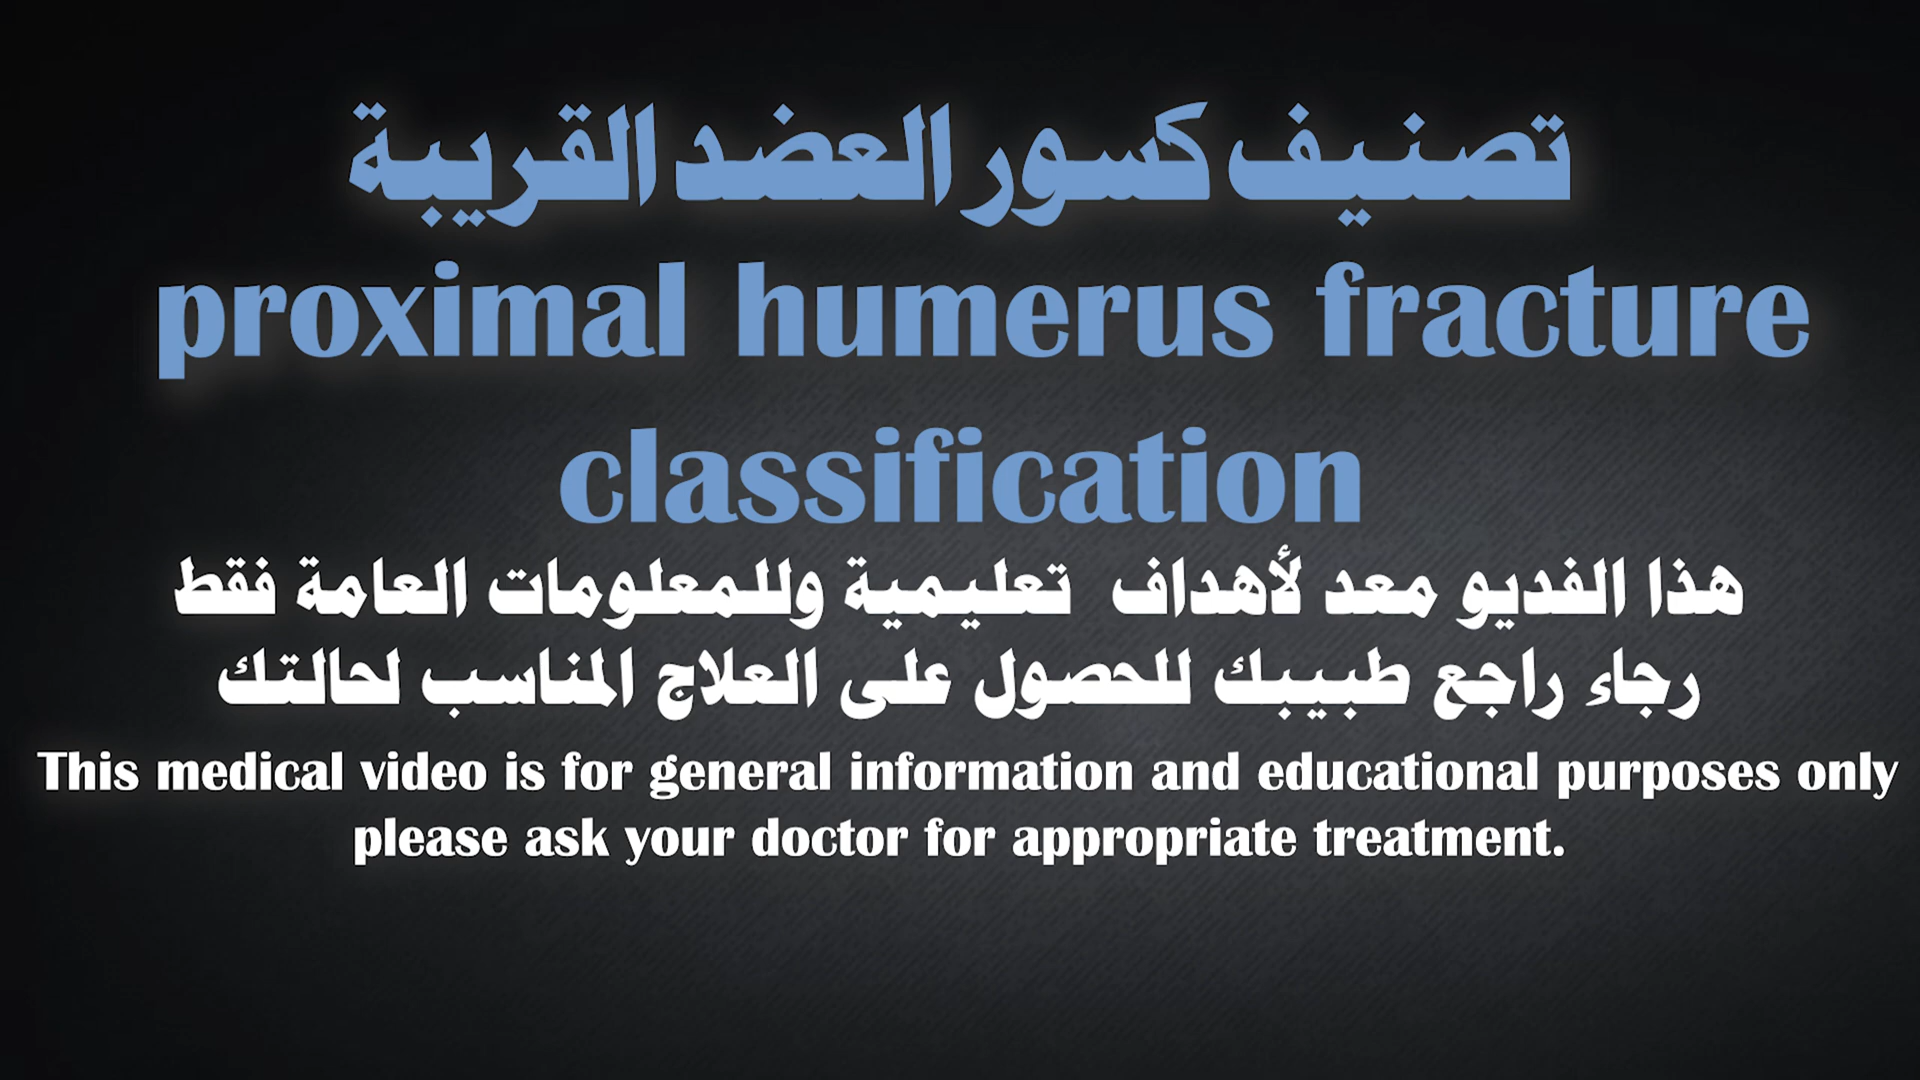 تصنيف كسور العضد القريبة
proximal humerus fracture
classification
هذا الفديو معد لأهداف تعليمية وللمعلومات العامة فقط
رجاء راجع طبيبك للحصول على العلاج المناسب لحالتك
This medical video is for general information and educational purposes only
please ask your doctor for appropriate treatment.